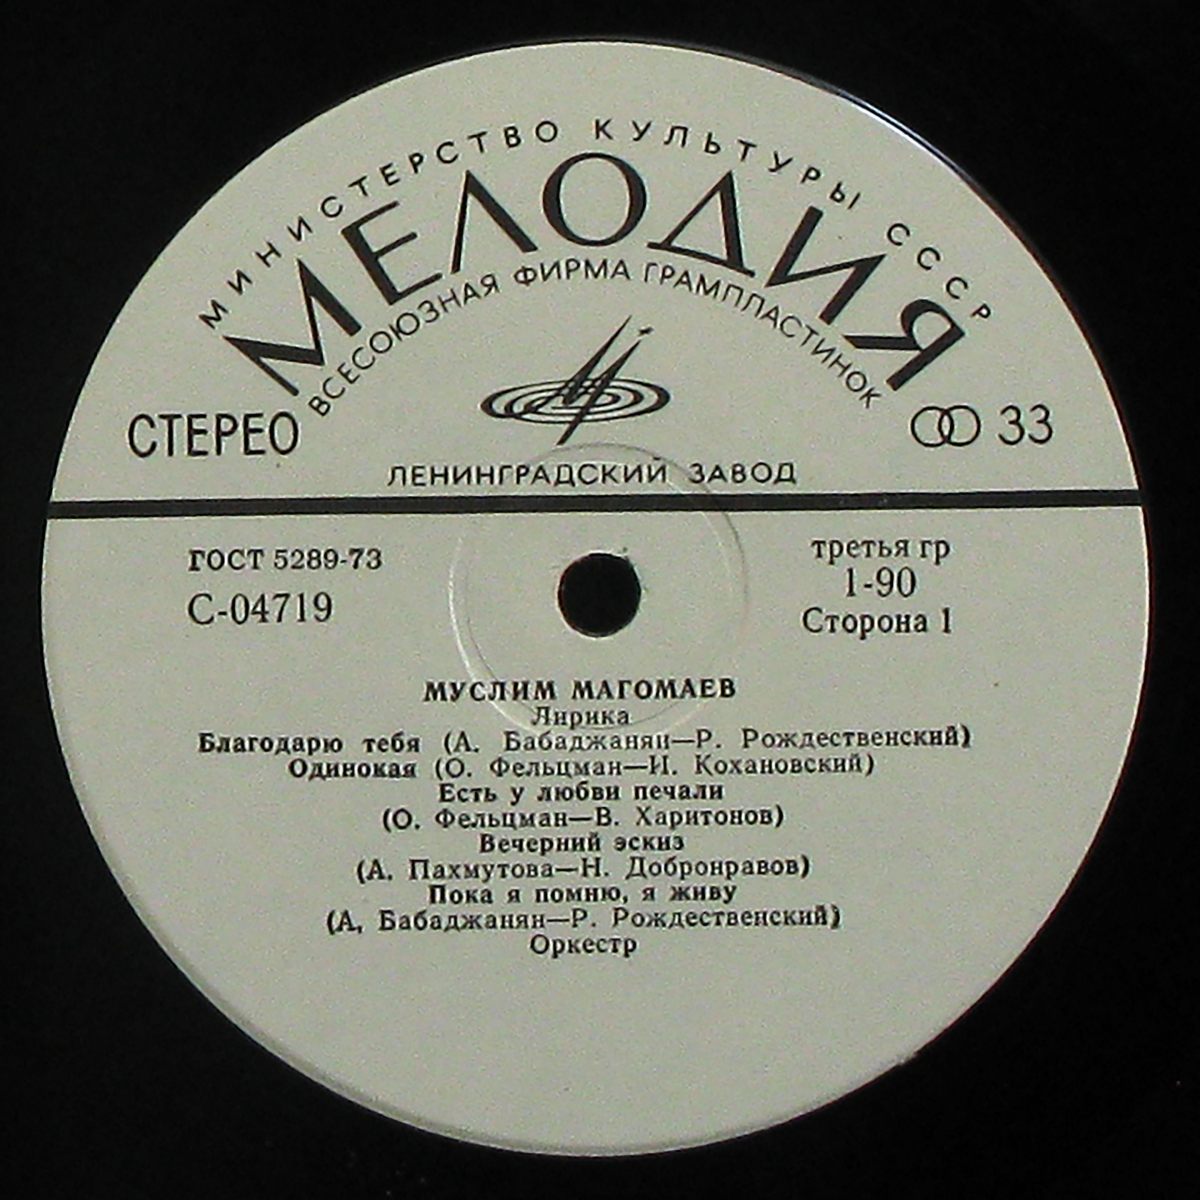 МИНИСТЕРСТВО КУЛЬТУРЫ СССР
МЕЛОДИЯ
ВСЕСОЮЗНАЯ ФИРМА ГРАМПЛАСТИНОК
СТЕРЕО
33
ЛЕНИНГРАДСКИЙ ЗАВОД
ГОСТ 5289-73
С-04719
третья гр
1-90
Сторона 1
МУСЛИМ МАГОМАЕВ
Лирика
Благодарю тебя (А. Бабаджанян—Р. Рождественский)
Одинокая (О. Фельцман—И. Кохановский)
Есть у любви печали
(О. Фельцман—В. Харитонов)
Вечерний эскиз
(А. Пахмутова—Н. Добронравов)
Пока я помню, я живу
(А, Бабаджанян—Р. Рождественский)
Оркестр